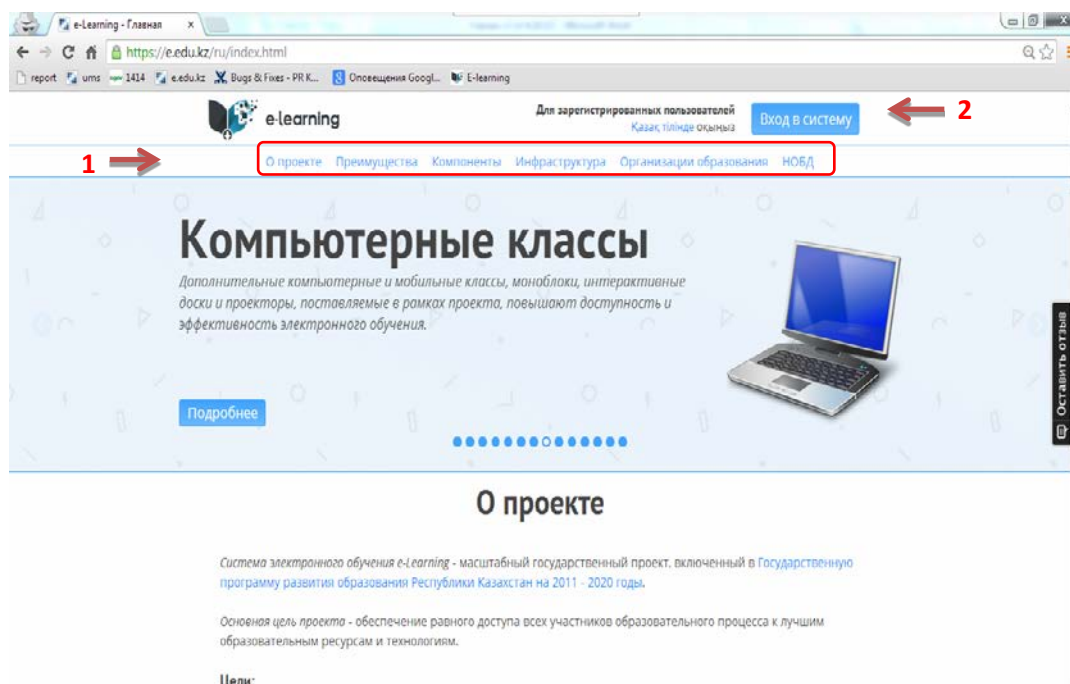 e-Learning - Главная
https://e.edu.kz/ru/index.html
report ums 1414 e.edu.kz Bugs & Fixes - PR K... Оповещения Googl... E-learning
e-learning
Для зарегистрированных пользователей
Қазақ тілінде оқыңыз
Вход в систему
2
1
О проекте Преимущества Компоненты Инфраструктура Организации образования НОБД
Компьютерные классы
Дополнительные компьютерные и мобильные классы, моноблоки, интерактивные
доски и проекторы, поставляемые в рамках проекта, повышают доступность и
эффективность электронного обучения.
Подробнее
Оставить отзыв
О проекте
Система электронного обучения e-Learning - масштабный государственный проект, включенный в Государственную
программу развития образования Республики Казахстан на 2011 - 2020 годы.
Основная цель проекта - обеспечение равного доступа всех участников образовательного процесса к лучшим
образовательным ресурсам и технологиям.
Цели: